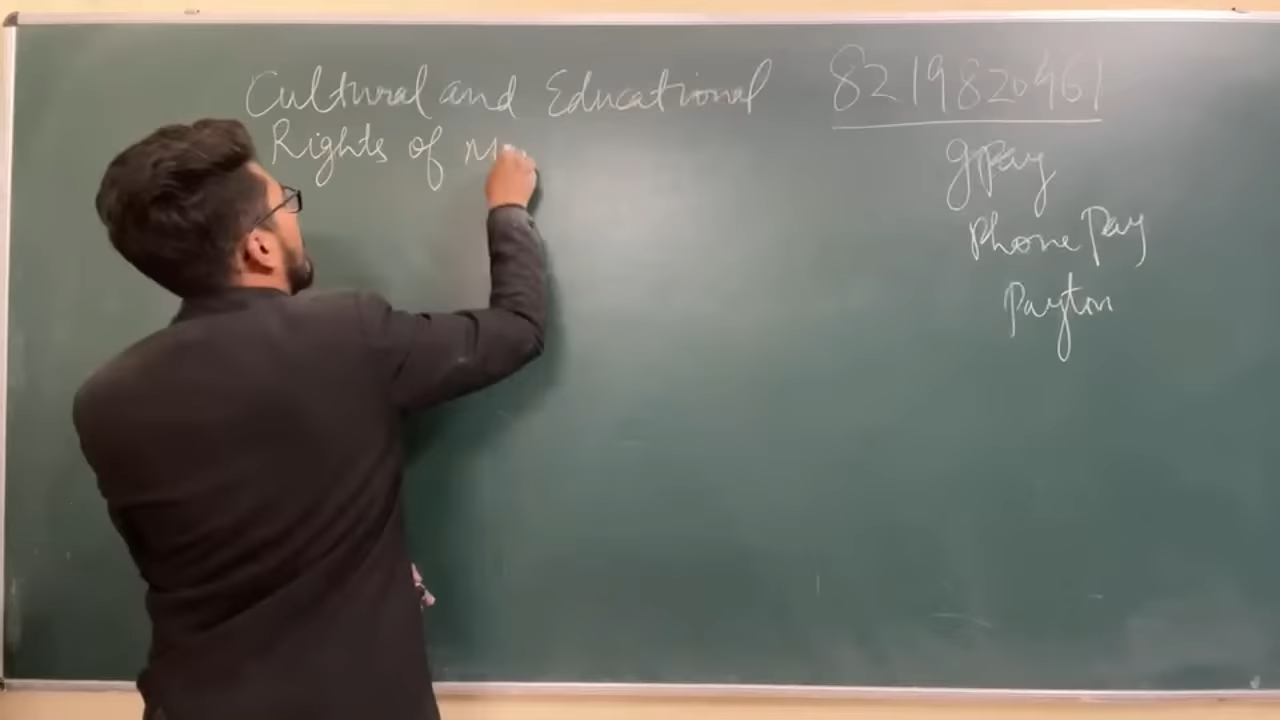 Cultural and Educational
Rights of
8219820461
gpay
Phone Pay
Paytm